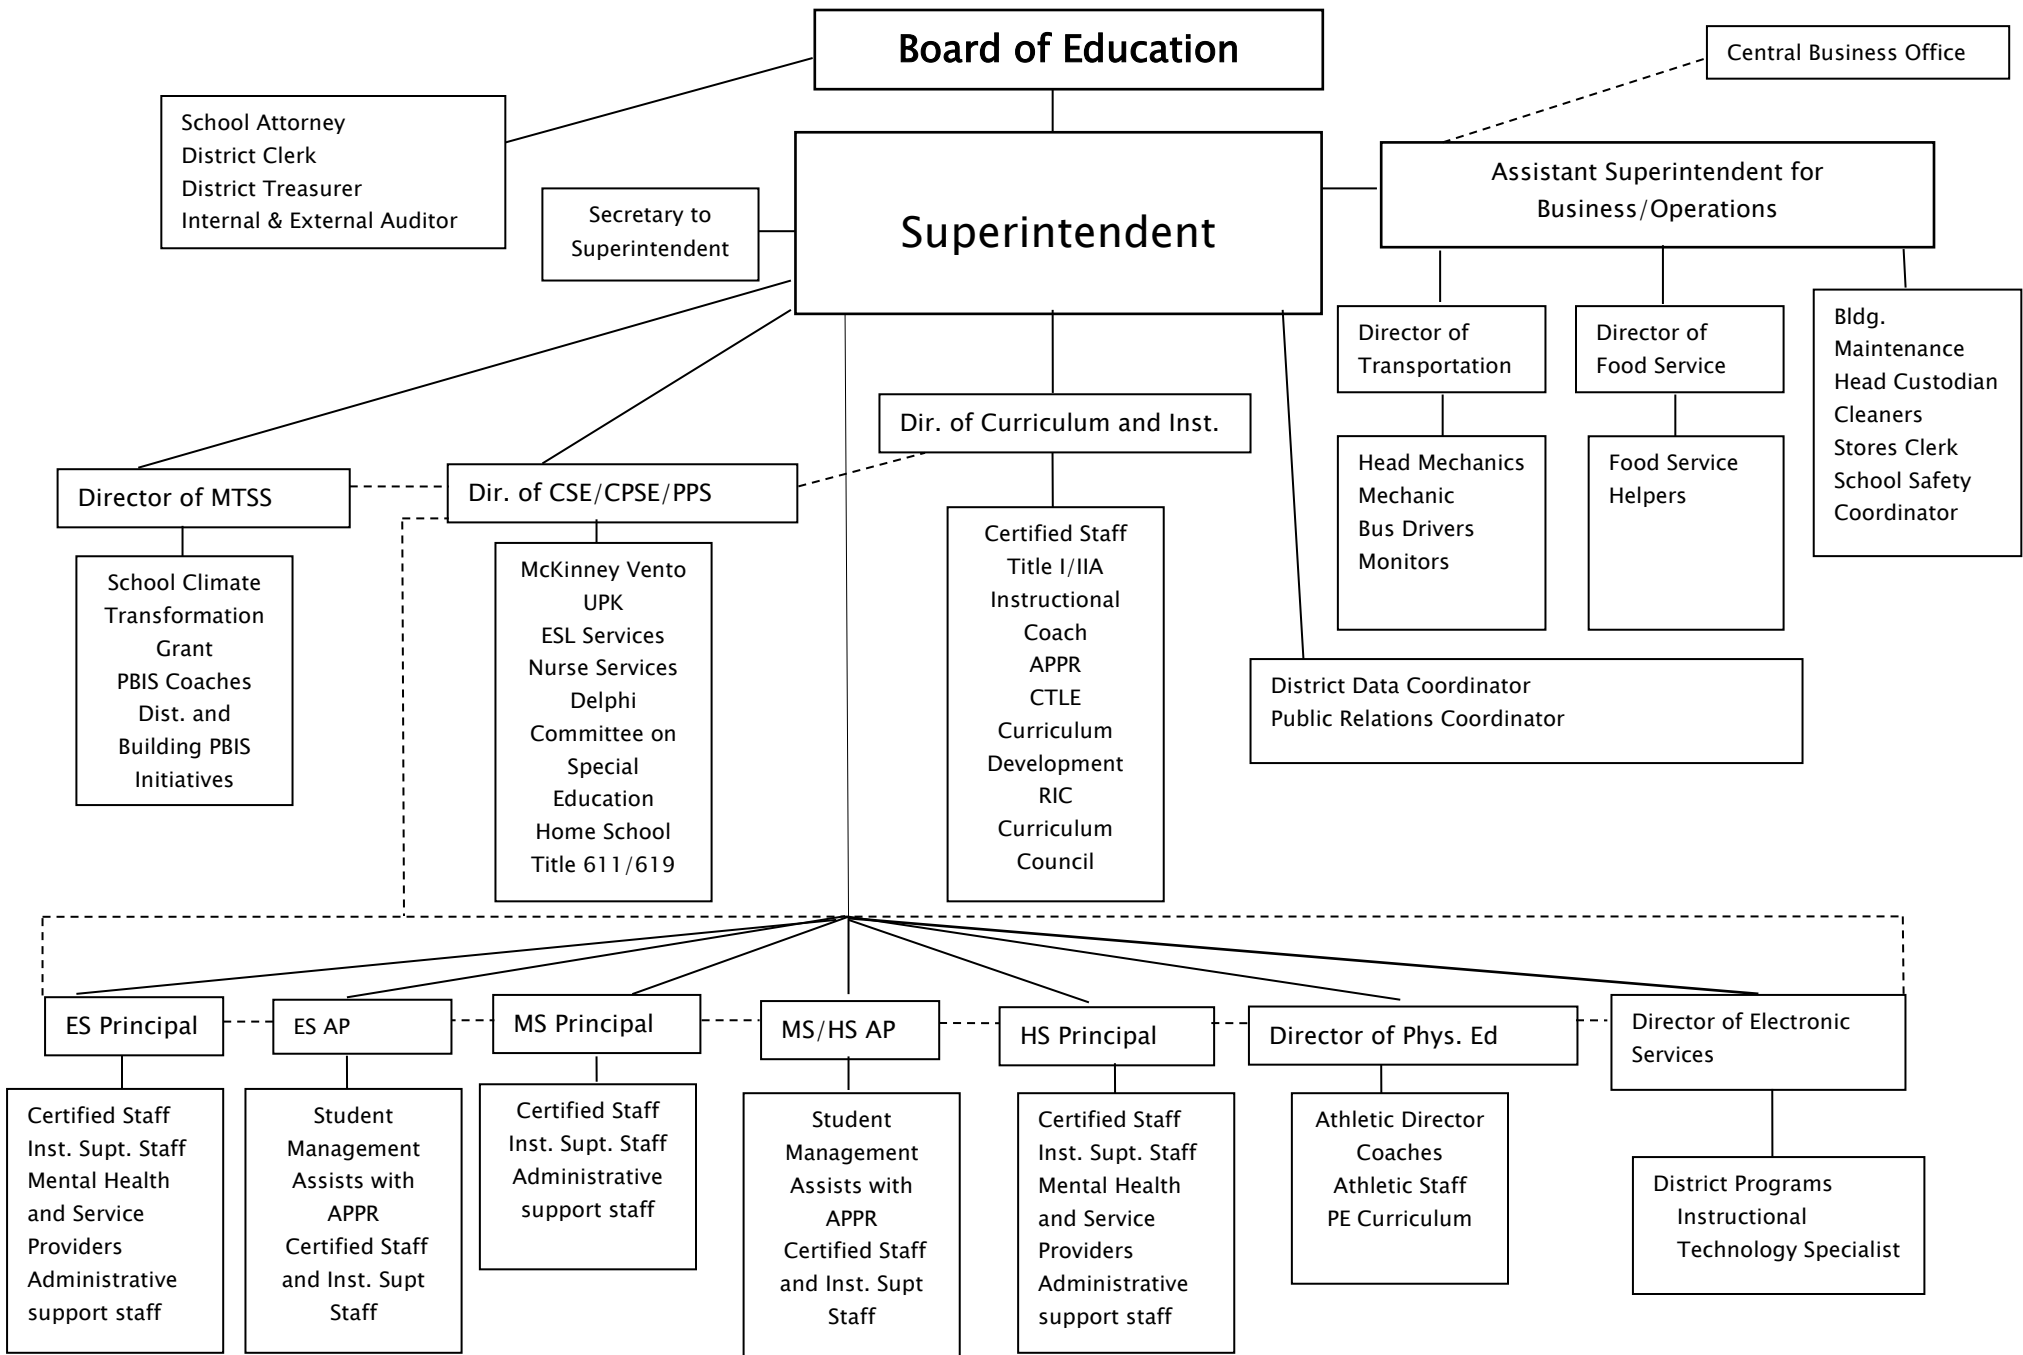 Board of Education
Central Business Office
School Attorney
District Clerk
District Treasurer
Internal & External Auditor
Secretary to
Superintendent
Superintendent
Assistant Superintendent for
Business/Operations
Director of
Transportation
Director of
Food Service
Bldg.
Maintenance
Head Custodian
Cleaners
Stores Clerk
School Safety
Coordinator
Head Mechanics
Mechanic
Bus Drivers
Monitors
Food Service
Helpers
Dir. of Curriculum and Inst.
Director of MTSS
Dir. of CSE/CPSE/PPS
School Climate
Transformation
Grant
PBIS Coaches
Dist. and
Building PBIS
Initiatives
McKinney Vento
UPK
ESL Services
Nurse Services
Delphi
Committee on
Special
Education
Home School
Title 611/619
Certified Staff
Title I/IIA
Instructional
Coach
APPR
CTLE
Curriculum
Development
RIC
Curriculum
Council
District Data Coordinator
Public Relations Coordinator
ES Principal
ES AP
MS Principal
MS/HS AP
HS Principal
Director of Phys. Ed
Director of Electronic
Services
Certified Staff
Inst. Supt. Staff
Mental Health
and Service
Providers
Administrative
support staff
Student
Management
Assists with
APPR
Certified Staff
and Inst. Supt
Staff
Certified Staff
Inst. Supt. Staff
Administrative
support staff
Student
Management
Assists with
APPR
Certified Staff
and Inst. Supt
Staff
Certified Staff
Inst. Supt. Staff
Mental Health
and Service
Providers
Administrative
support staff
Athletic Director
Coaches
Athletic Staff
PE Curriculum
District Programs
Instructional
Technology Specialist